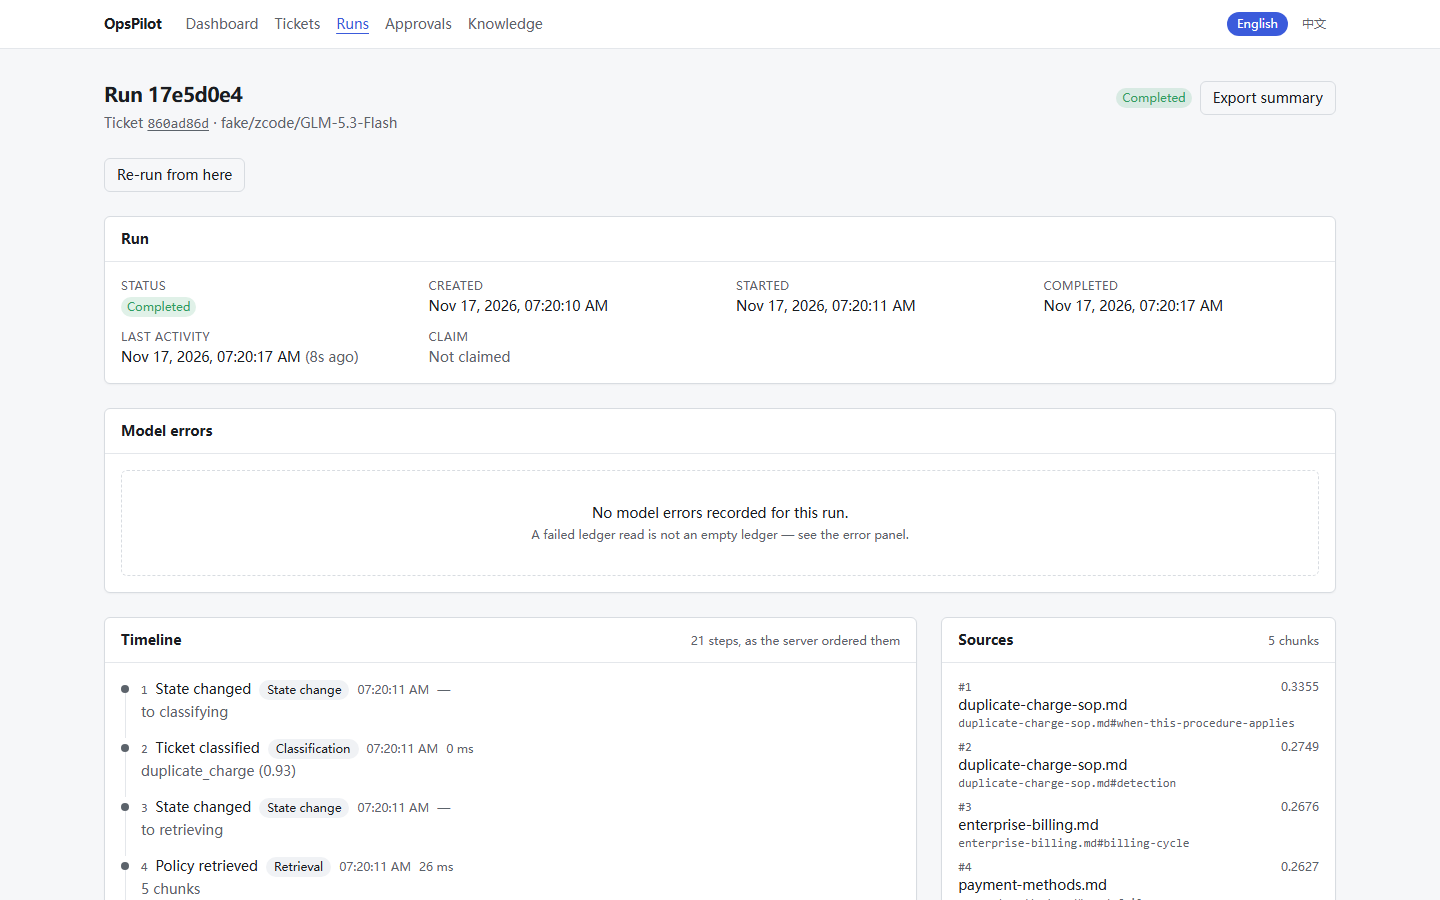 OpsPilot Dashboard Tickets Runs Approvals Knowledge English 中文
Run 17e5d0e4
Completed Export summary
Ticket 860ad86d · fake/zcode/GLM-5.3-Flash
Re-run from here
Run
STATUS CREATED STARTED COMPLETED
Completed Nov 17, 2026, 07:20:10 AM Nov 17, 2026, 07:20:11 AM Nov 17, 2026, 07:20:17 AM
LAST ACTIVITY CLAIM
Nov 17, 2026, 07:20:17 AM (8s ago) Not claimed
Model errors
No model errors recorded for this run.
A failed ledger read is not an empty ledger — see the error panel.
Timeline 21 steps, as the server ordered them
1 State changed State change 07:20:11 AM —
to classifying
2 Ticket classified Classification 07:20:11 AM 0 ms
duplicate_charge (0.93)
3 State changed State change 07:20:11 AM —
to retrieving
4 Policy retrieved Retrieval 07:20:11 AM 26 ms
5 chunks
Sources 5 chunks
#1 0.3355
duplicate-charge-sop.md
duplicate-charge-sop.md#when-this-procedure-applies
#2 0.2749
duplicate-charge-sop.md
duplicate-charge-sop.md#detection
#3 0.2676
enterprise-billing.md
enterprise-billing.md#billing-cycle
#4 0.2627
payment-methods.md